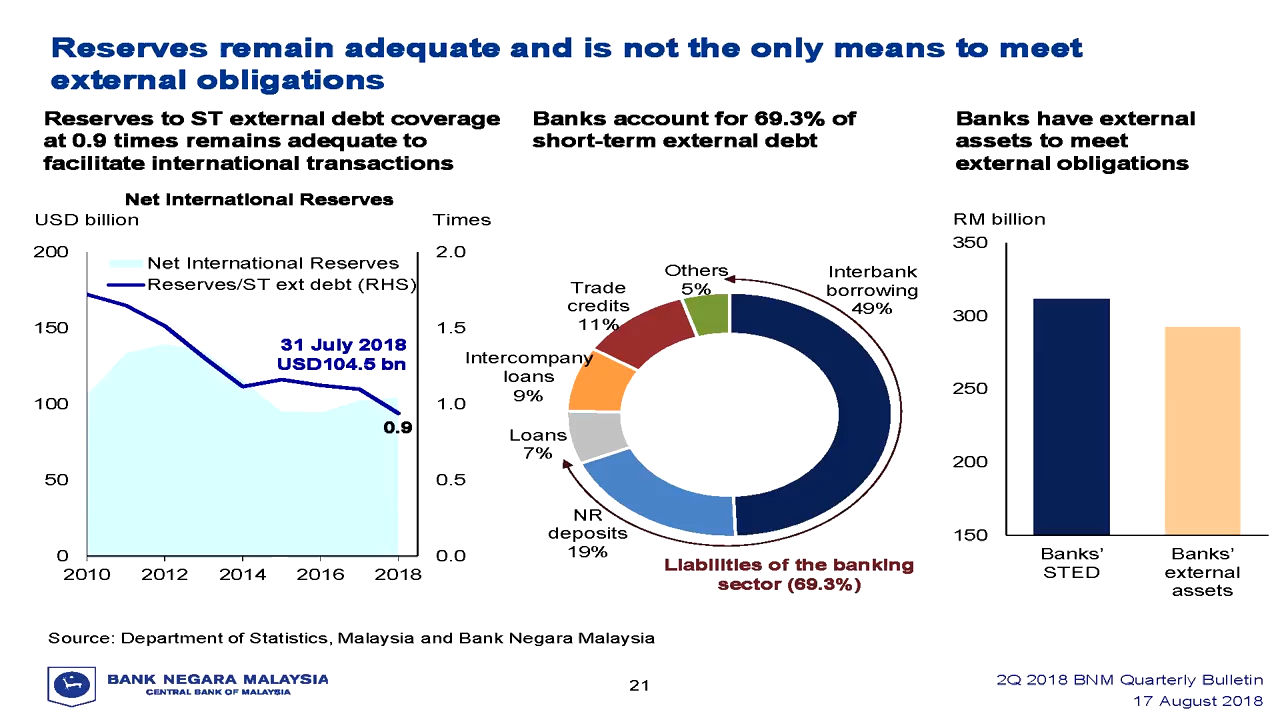 Reserves remain adequate and is not the only means to meet
external obligations
Reserves to ST external debt coverage
at 0.9 times remains adequate to
facilitate international transactions
Net International Reserves
USD billion
Times
200
150
100
50
0
2.0
1.5
1.0
0.5
0.0
Net International Reserves
Reserves/ST ext debt (RHS)
31 July 2018
USD104.5 bn
0.9
2010 2012 2014 2016 2018
Banks account for 69.3% of
short-term external debt
Others
5%
Interbank
borrowing
49%
Trade
credits
11%
Intercompany
loans
9%
Loans
7%
NR
deposits
19%
Liabilities of the banking
sector (69.3%)
Banks have external
assets to meet
external obligations
RM billion
350
300
250
200
150
Banks'
STED
Banks'
external
assets
Source: Department of Statistics, Malaysia and Bank Negara Malaysia
BANK NEGARA MALAYSIA
CENTRAL BANK OF MALAYSIA
21
2Q 2018 BNM Quarterly Bulletin
17 August 2018